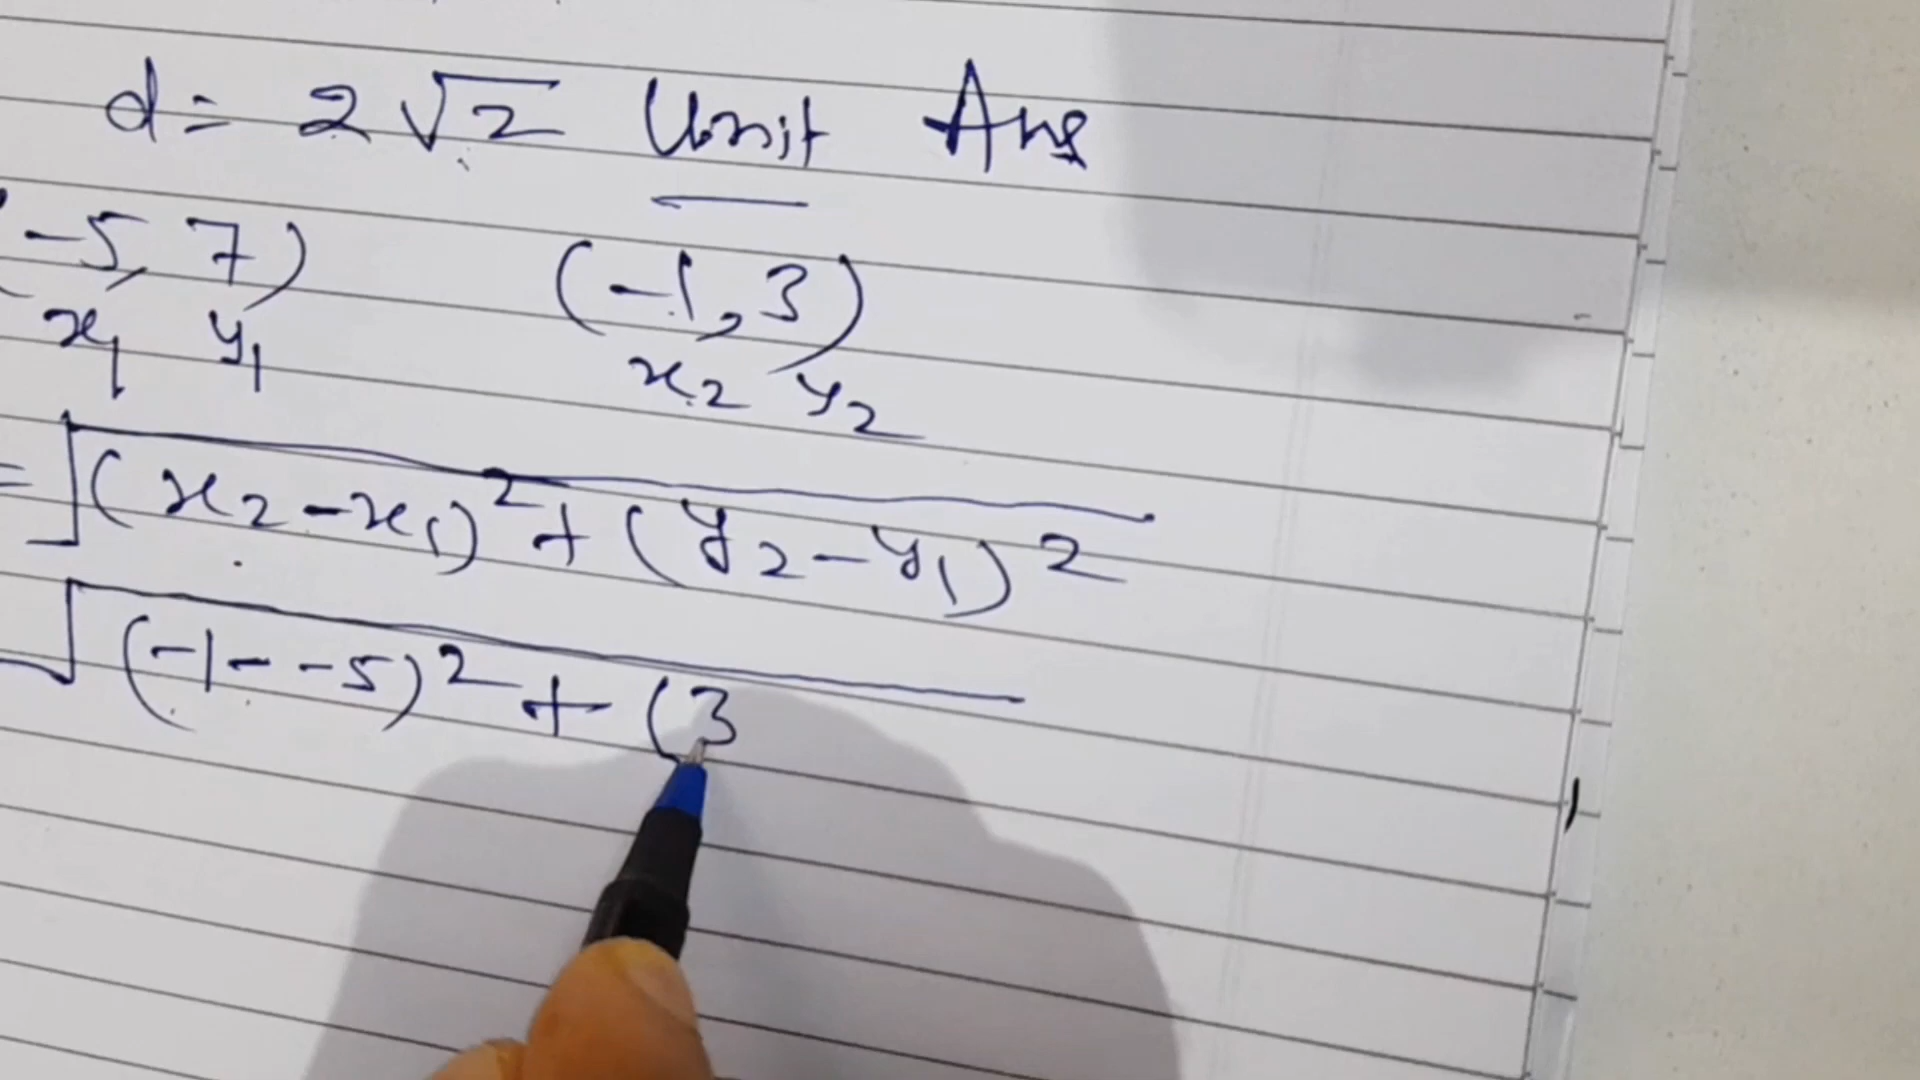 d = 2√2 Unit Ans
(-5, 7) (-1, 3)
x₁ y₁ x₂ y₂
= √(x₂-x₁)² + (y₂-y₁)²
√(-1--5)² + (3